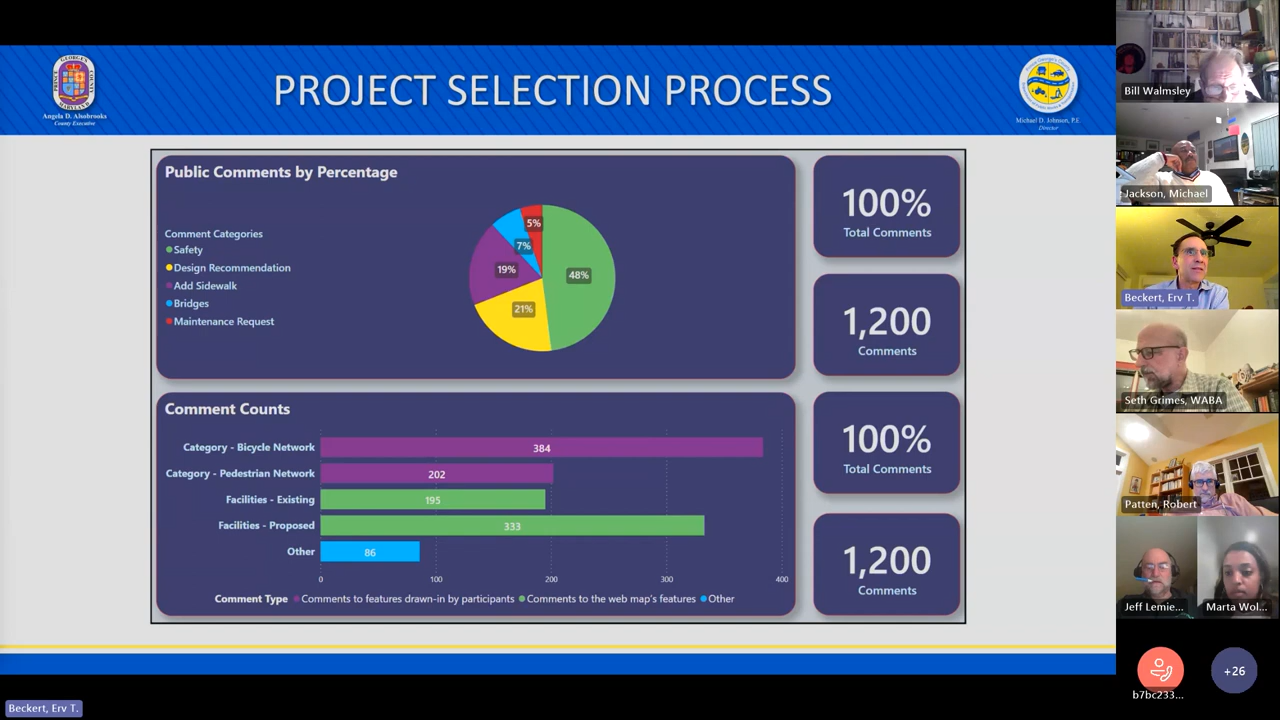 PROJECT SELECTION PROCESS
Angela D. Alsobrooks
County Executive
Michael D. Johnson, P.E
Director
Public Comments by Percentage
Comment Categories
Safety
Design Recommendation
Add Sidewalk
Bridges
Maintenance Request
5%
7%
19%
48%
21%
100%
Total Comments
1,200
Comments
Comment Counts
Category - Bicycle Network 384
Category - Pedestrian Network 202
Facilities - Existing 195
Facilities - Proposed 333
Other 86
0 100 200 300 400
Comment Type Comments to features drawn-in by participants Comments to the web map's features Other
100%
Total Comments
1,200
Comments
Bill Walmsley
Jackson, Michael
Beckert, Erv T.
Seth Grimes, WABA
Patten, Robert
Jeff Lemie... Marta Wol...
b7bc233... +26
Beckert, Erv T.